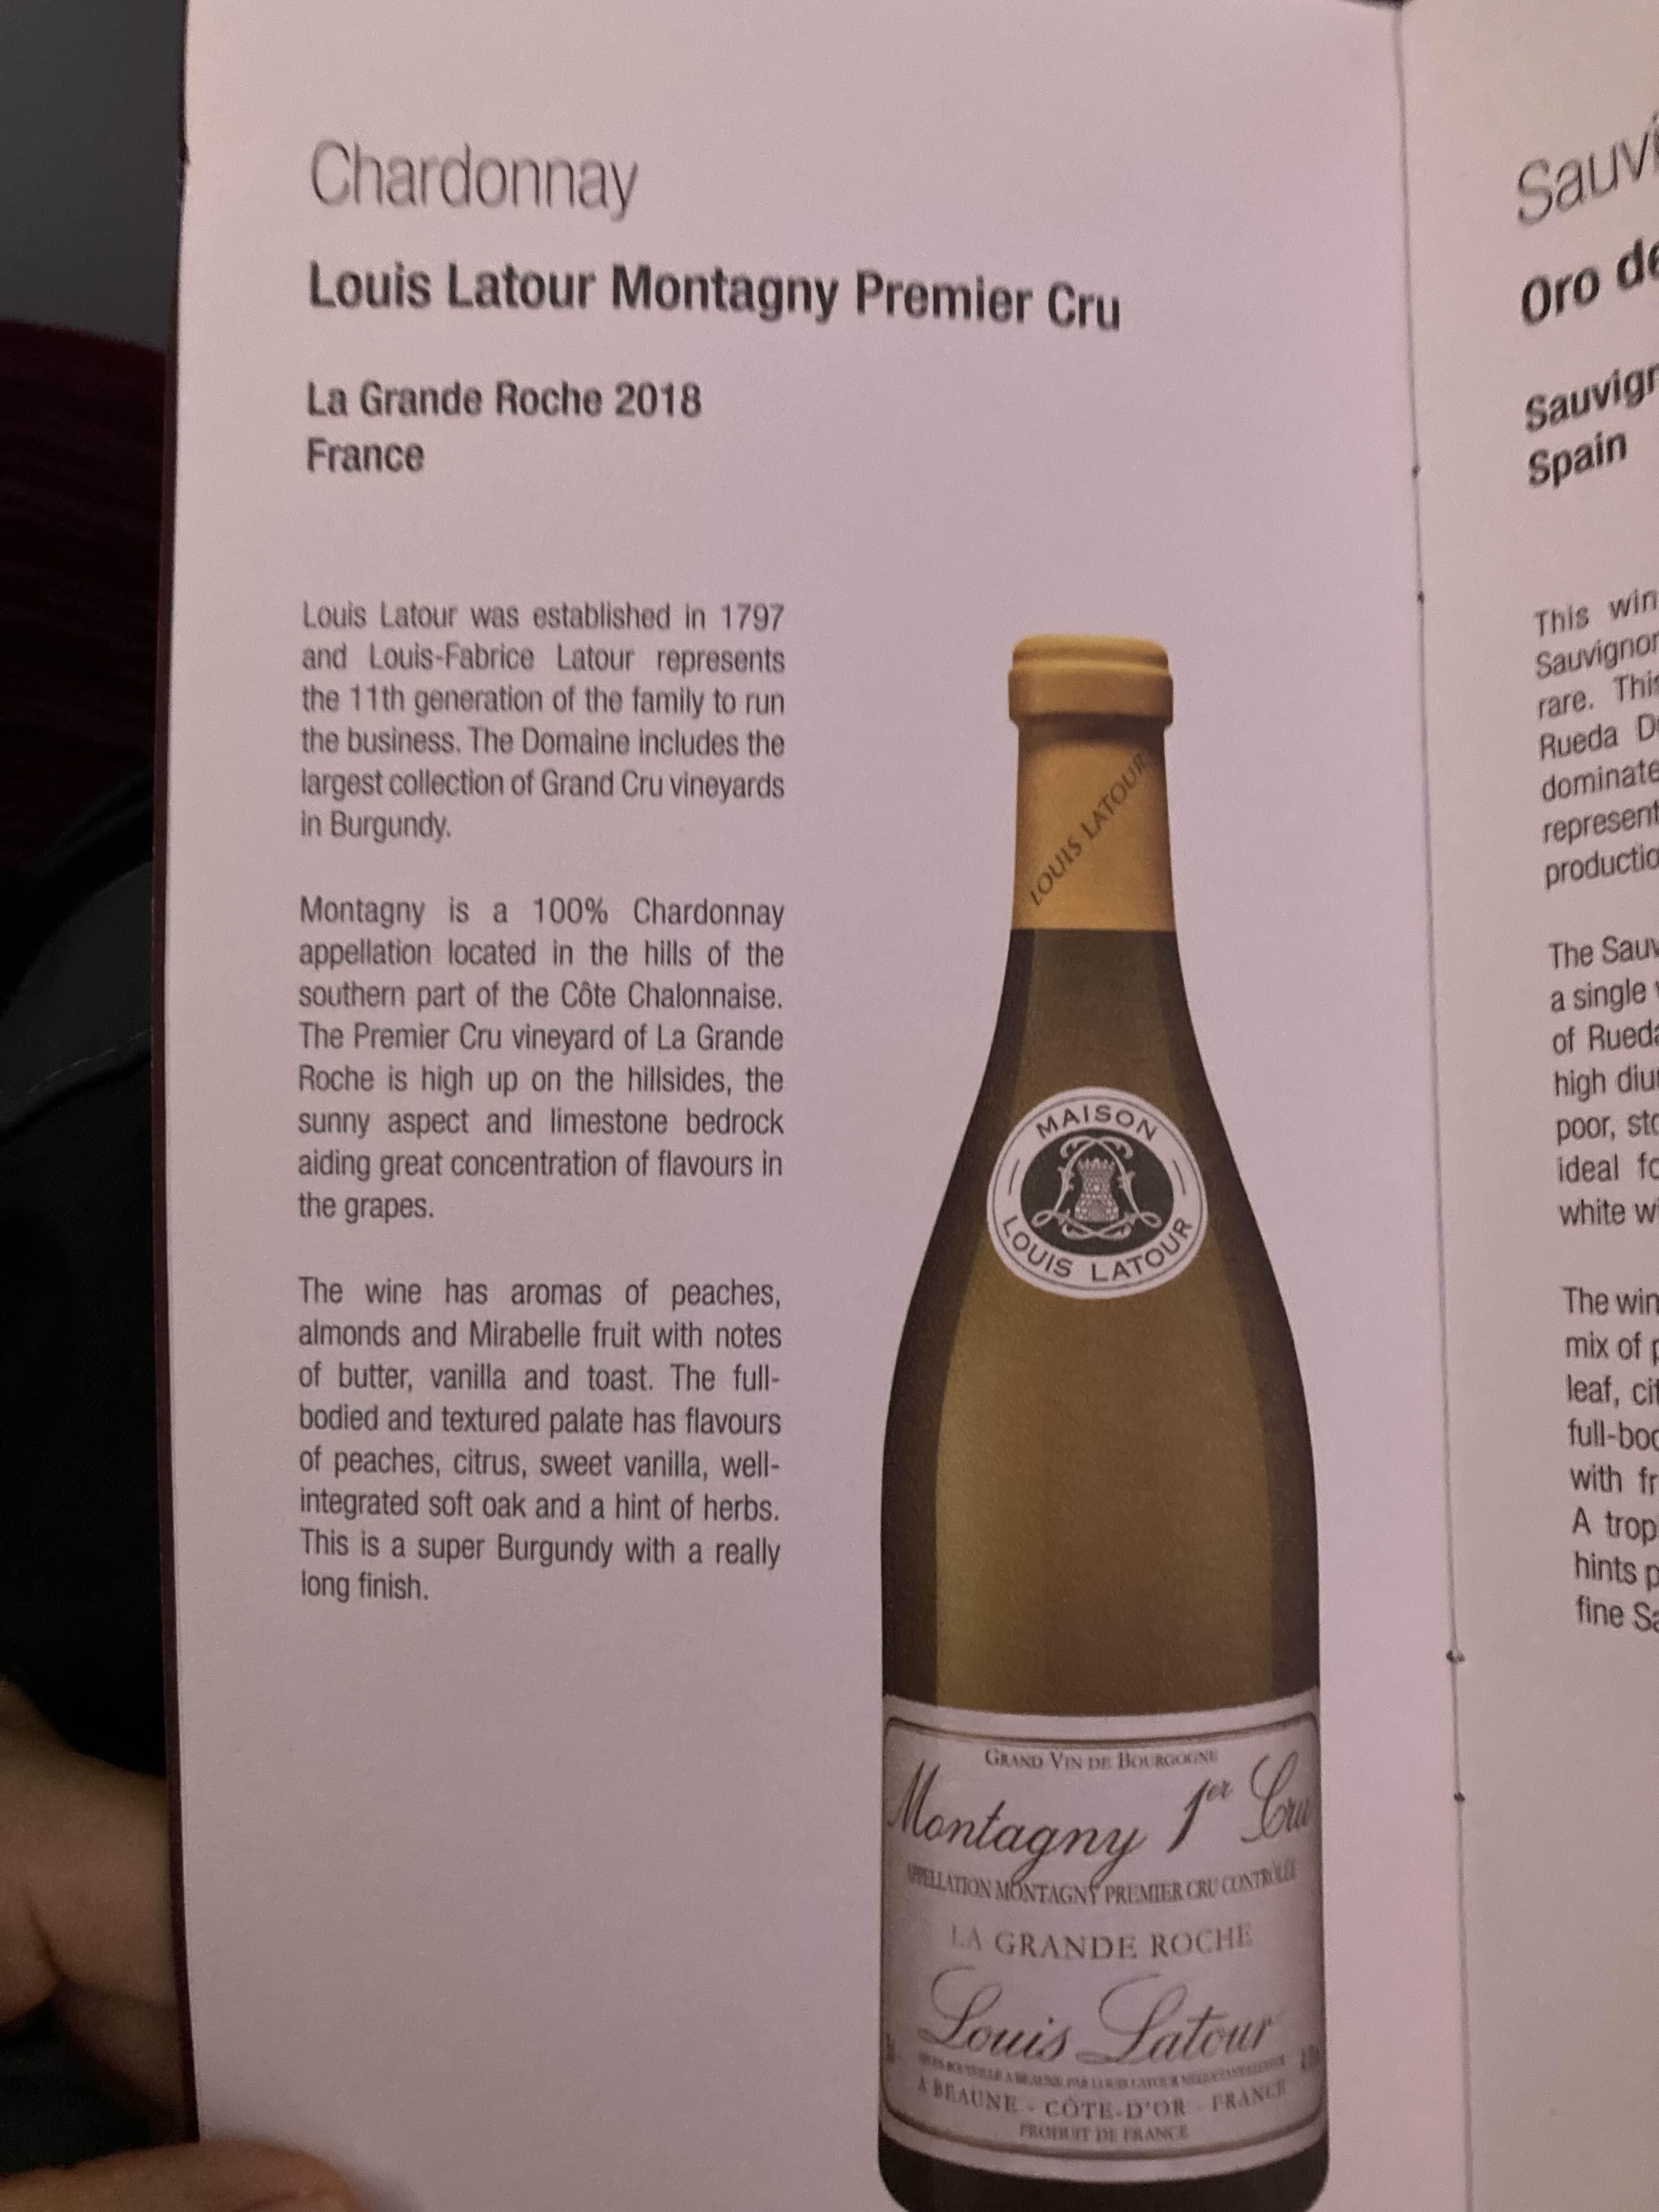 Chardonnay
Louis Latour Montagny Premier Cru
La Grande Roche 2018
France
Louis Latour was established in 1797
and Louis-Fabrice Latour represents
the 11th generation of the family to run
the business. The Domaine includes the
largest collection of Grand Cru vineyards
in Burgundy.
Montagny is a 100% Chardonnay
appellation located in the hills of the
southern part of the Côte Chalonnaise.
The Premier Cru vineyard of La Grande
Roche is high up on the hillsides, the
sunny aspect and limestone bedrock
aiding great concentration of flavours in
the grapes.
The wine has aromas of peaches,
almonds and Mirabelle fruit with notes
of butter, vanilla and toast. The full-
bodied and textured palate has flavours
of peaches, citrus, sweet vanilla, well-
integrated soft oak and a hint of herbs.
This is a super Burgundy with a really
long finish.
LOUIS LATOUR
MAISON
LOUIS LATOUR
GRAND VIN DE BOURGOGNE
Montagny 1er Cru
APPELLATION MONTAGNY PREMIER CRU CONTRÔLÉE
LA GRANDE ROCHE
Louis Latour
A BEAUNE - CÔTE-D'OR - FRANCE
PRODUIT DE FRANCE
Sauvi
Oro de
Sauvign
Spain
This win
Sauvignon
rare. This
Rueda D
dominate
represent
productio
The Sauv
a single
of Rueda
high diu
poor, sto
ideal fo
white wi
The win
mix of p
leaf, cit
full-bod
with fr
A trop
hints p
fine Sa